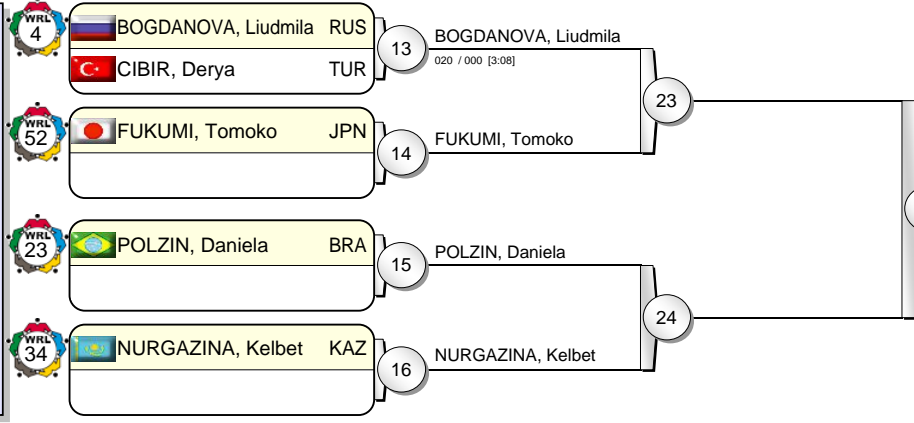 WRL
4
BOGDANOVA, Liudmila RUS
CIBIR, Derya TUR
13
BOGDANOVA, Liudmila
020 / 000 [3:08]
23
WRL
52
FUKUMI, Tomoko JPN
14
FUKUMI, Tomoko
WRL
23
POLZIN, Daniela BRA
15
POLZIN, Daniela
24
WRL
34
NURGAZINA, Kelbet KAZ
16
NURGAZINA, Kelbet